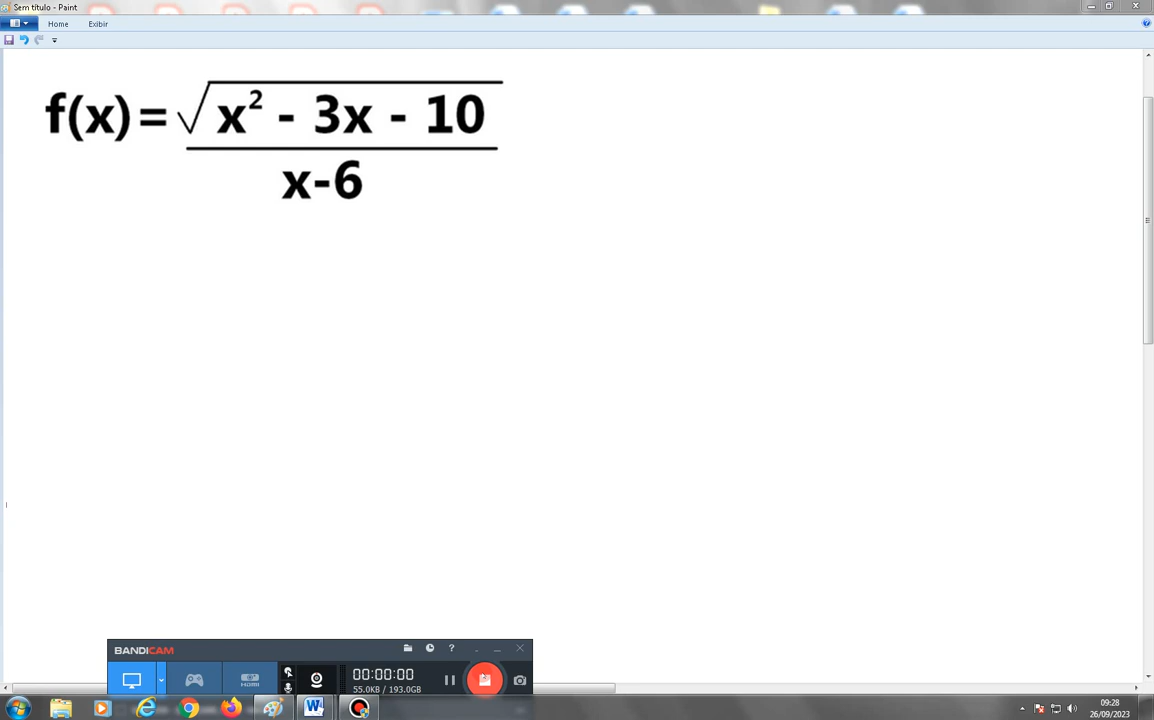 Sem título - Paint
Home Exibir
f(x) = √ x² - 3x - 10
x-6
BANDICAM ?
HDMI 00:00:00
55.0KB / 193.0GB
09:28
26/09/2023